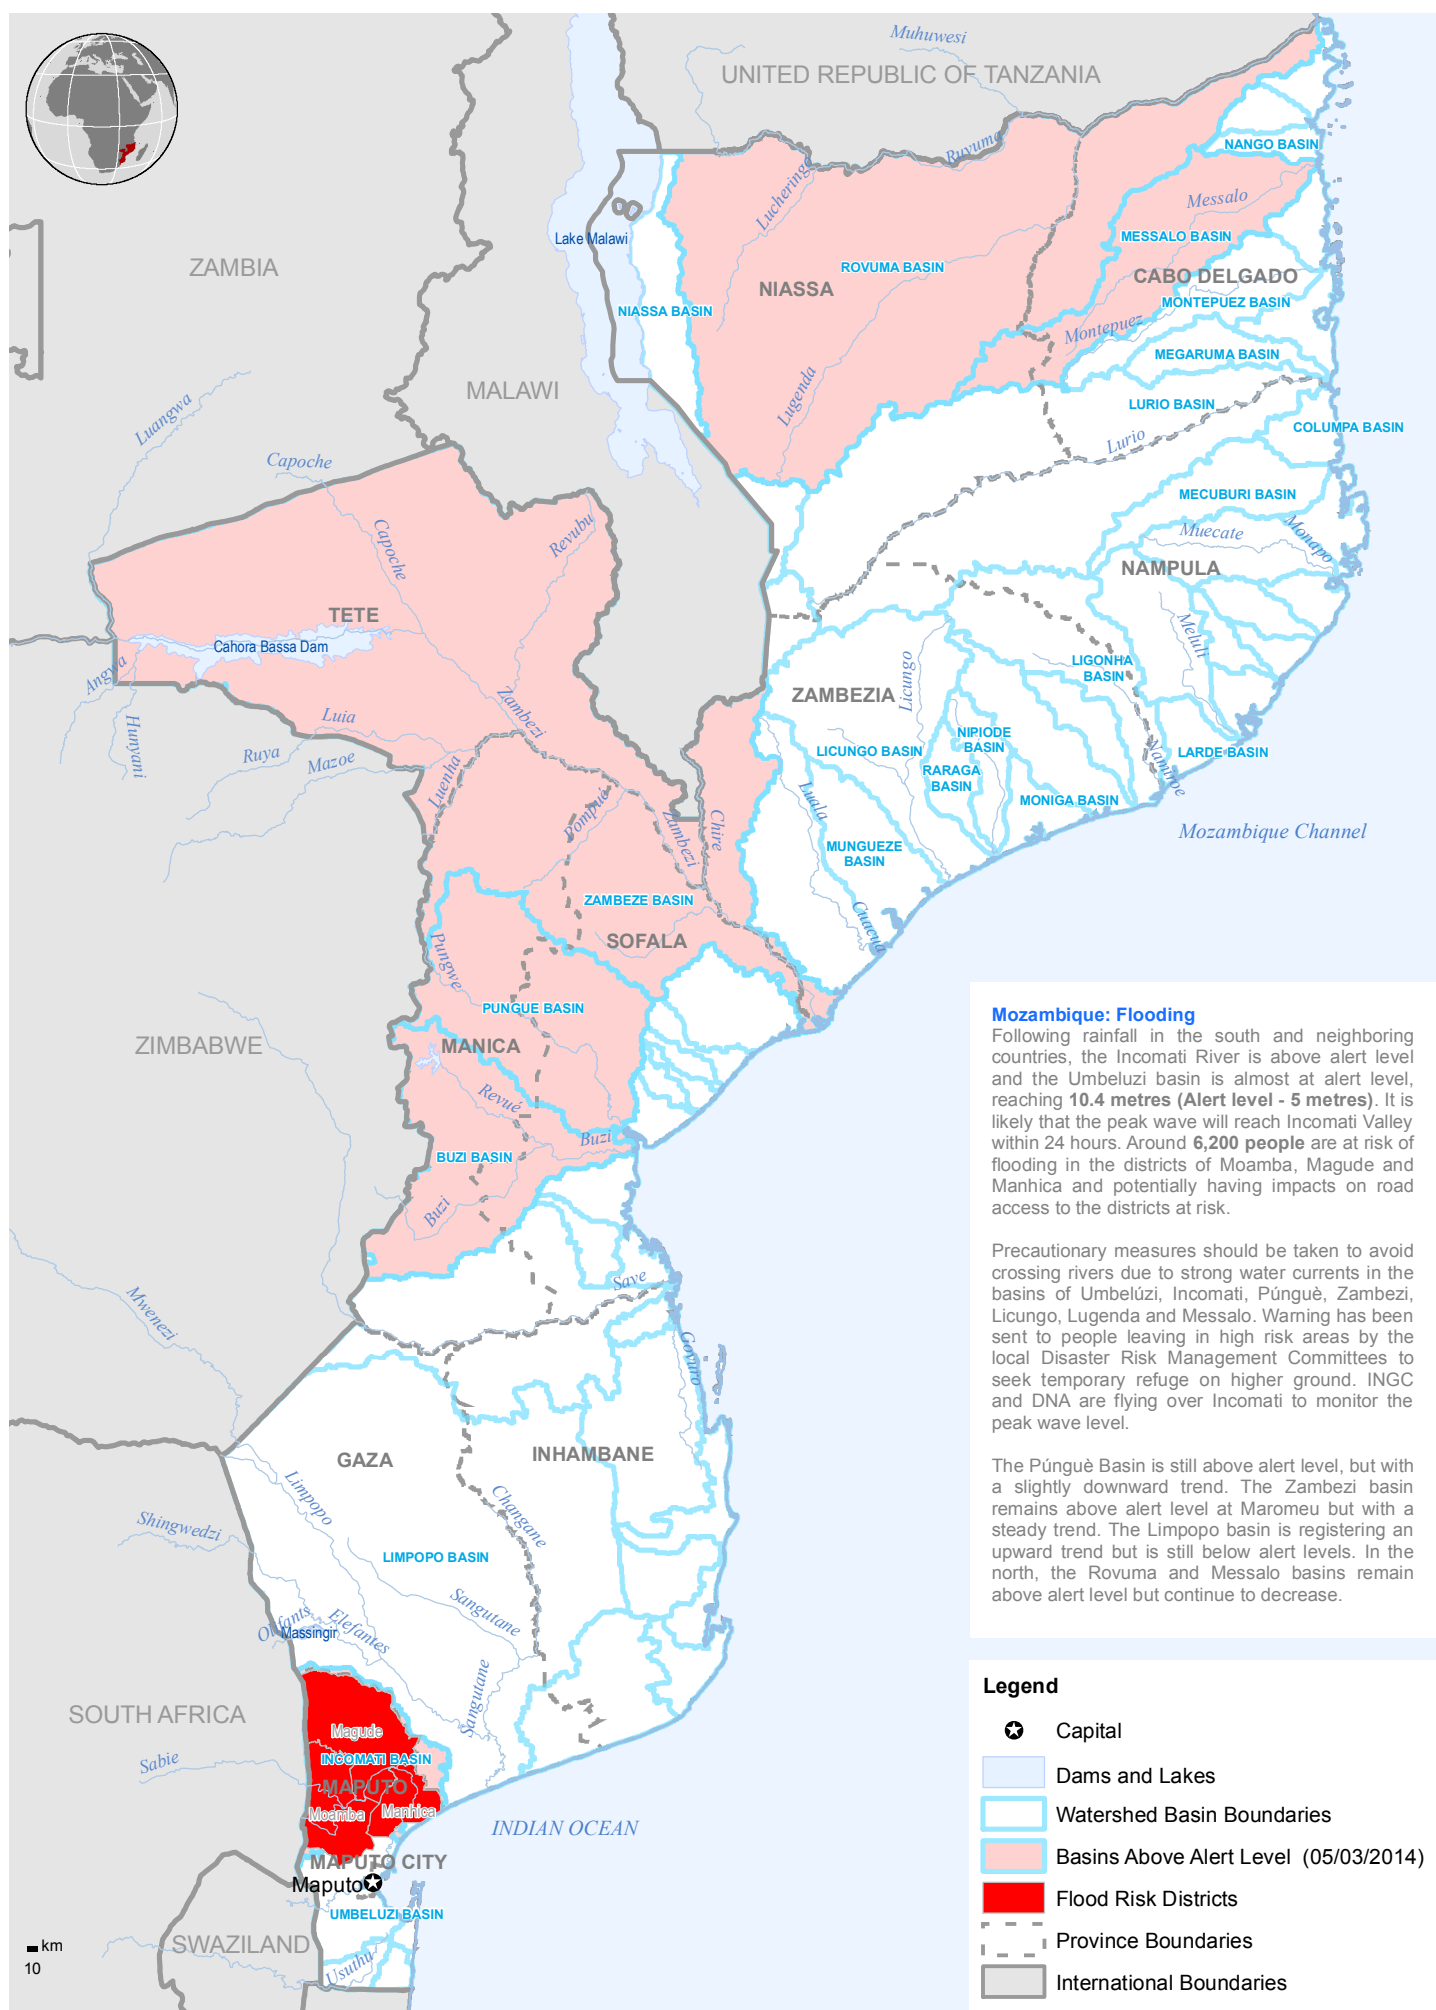 Muhuwesi
UNITED REPUBLIC OF TANZANIA
NANGO BASIN
Ruvuma
Lucheringo
Messalo
Lake Malawi
MESSALO BASIN
ZAMBIA
ROVUMA BASIN
CABO DELGADO
NIASSA
MONTEPUEZ BASIN
NIASSA BASIN
Montepuez
MEGARUMA BASIN
MALAWI
Lugenda
LURIO BASIN
Luangwa
COLUMPA BASIN
Lurio
Capoche
MECUBURI BASIN
Revubu
Capoche
Muecate
Monapo
NAMPULA
TETE
Meluli
Cahora Bassa Dam
Angwa
LIGONHA
BASIN
Licungo
ZAMBEZIA
Zambezi
Luia
Hunyani
NIPIODE
BASIN
LICUNGO BASIN
LARDE BASIN
Ruya
Mazoe
Namirpe
Luenha
RARAGA
BASIN
Luala
MONIGA BASIN
Pompué
Zambezi
Chire
Mozambique Channel
MUNGUEZE
BASIN
ZAMBEZE BASIN
Cuacua
SOFALA
Pungwe
PUNGUE BASIN
ZIMBABWE
MANICA
Revué
Buzi
BUZI BASIN
Buzi
Mozambique: Flooding
Following rainfall in the south and neighboring
countries, the Incomati River is above alert level
and the Umbeluzi basin is almost at alert level,
reaching 10.4 metres (Alert level - 5 metres). It is
likely that the peak wave will reach Incomati Valley
within 24 hours. Around 6,200 people are at risk of
flooding in the districts of Moamba, Magude and
Manhica and potentially having impacts on road
access to the districts at risk.
Precautionary measures should be taken to avoid
crossing rivers due to strong water currents in the
basins of Umbelúzi, Incomati, Púnguè, Zambezi,
Licungo, Lugenda and Messalo. Warning has been
sent to people leaving in high risk areas by the
local Disaster Risk Management Committees to
seek temporary refuge on higher ground. INGC
and DNA are flying over Incomati to monitor the
peak wave level.
The Púnguè Basin is still above alert level, but with
a slightly downward trend. The Zambezi basin
remains above alert level at Maromeu but with a
steady trend. The Limpopo basin is registering an
upward trend but is still below alert levels. In the
north, the Rovuma and Messalo basins remain
above alert level but continue to decrease.
Save
Mwenezi
Govuro
GAZA
INHAMBANE
Limpopo
Changane
Shingwedzi
LIMPOPO BASIN
Sangutane
Olifants
Elefantes
Massingir
Sangutane
SOUTH AFRICA
Magude
Sabie
INCOMATI BASIN
MAPUTO
Moamba
Manhica
INDIAN OCEAN
MAPUTO CITY
Maputo
UMBELUZI BASIN
SWAZILAND
Usuthu
km
10
Legend
Capital
Dams and Lakes
Watershed Basin Boundaries
Basins Above Alert Level (05/03/2014)
Flood Risk Districts
Province Boundaries
International Boundaries